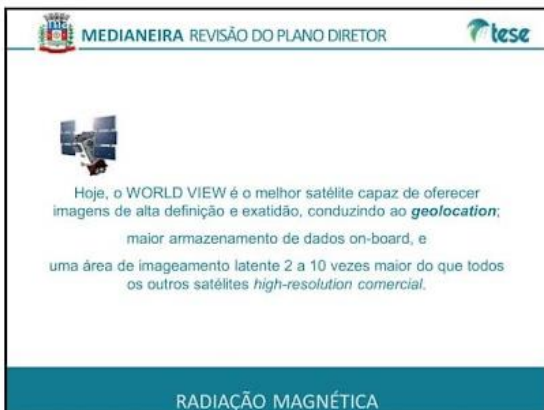 MEDIANEIRA REVISÃO DO PLANO DIRETOR
tese
Hoje, o WORLD VIEW é o melhor satélite capaz de oferecer
imagens de alta definição e exatidão, conduzindo ao geolocation;
maior armazenamento de dados on-board, e
uma área de imageamento latente 2 a 10 vezes maior do que todos
os outros satélites high-resolution comercial.
RADIAÇÃO MAGNÉTICA